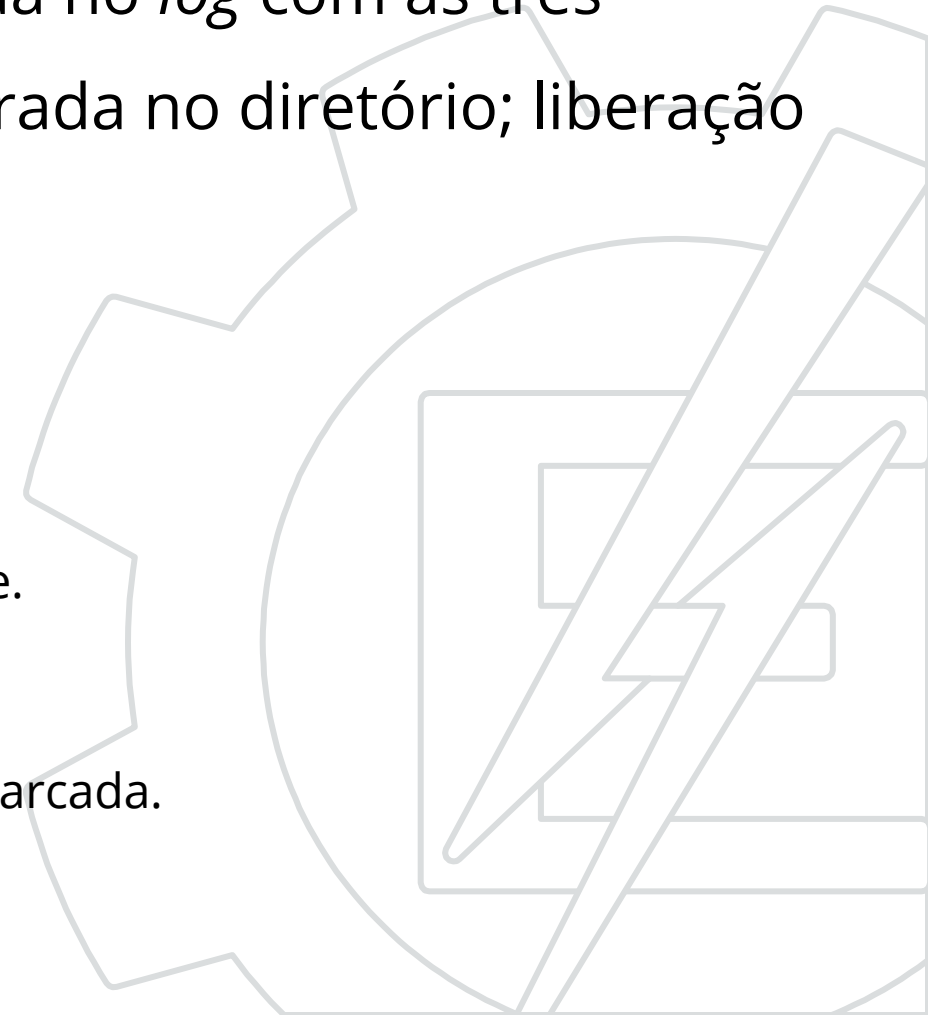 no log com as três
rada no diretório; liberação
e.
arcada.